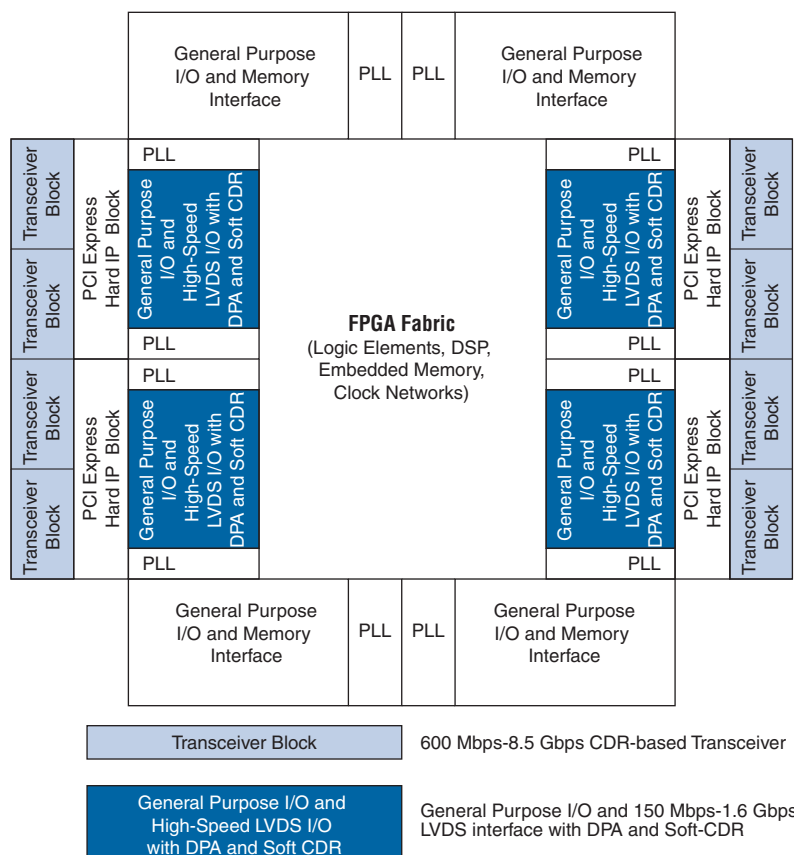 General Purpose
I/O and Memory
Interface
PLL
PLL
General Purpose
I/O and Memory
Interface
Transceiver
Block
Transceiver
Block
PCI Express
Hard IP Block
PLL
General Purpose
I/O and
High-Speed
LVDS I/O with
DPA and Soft CDR
PLL
PLL
General Purpose
I/O and
High-Speed
LVDS I/O with
DPA and Soft CDR
PLL
PCI Express
Hard IP Block
Transceiver
Block
Transceiver
Block
Transceiver
Block
Transceiver
Block
PCI Express
Hard IP Block
PLL
General Purpose
I/O and
High-Speed
LVDS I/O with
DPA and Soft CDR
PLL
FPGA Fabric
(Logic Elements, DSP,
Embedded Memory,
Clock Networks)
PLL
General Purpose
I/O and
High-Speed
LVDS I/O with
DPA and Soft CDR
PLL
PCI Express
Hard IP Block
Transceiver
Block
Transceiver
Block
General Purpose
I/O and Memory
Interface
PLL
PLL
General Purpose
I/O and Memory
Interface
Transceiver Block
600 Mbps-8.5 Gbps CDR-based Transceiver
General Purpose I/O and
High-Speed LVDS I/O
with DPA and Soft CDR
General Purpose I/O and 150 Mbps-1.6 Gbps
LVDS interface with DPA and Soft-CDR